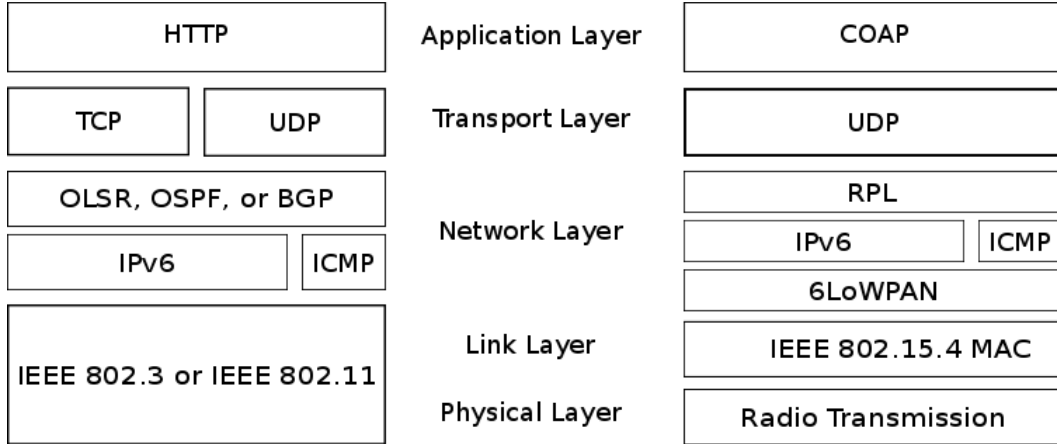 HTTP
Application Layer
COAP
TCP
UDP
Transport Layer
UDP
OLSR, OSPF, or BGP
RPL
Network Layer
IPv6
ICMP
IPv6
ICMP
6LoWPAN
Link Layer
IEEE 802.15.4 MAC
IEEE 802.3 or IEEE 802.11
Physical Layer
Radio Transmission